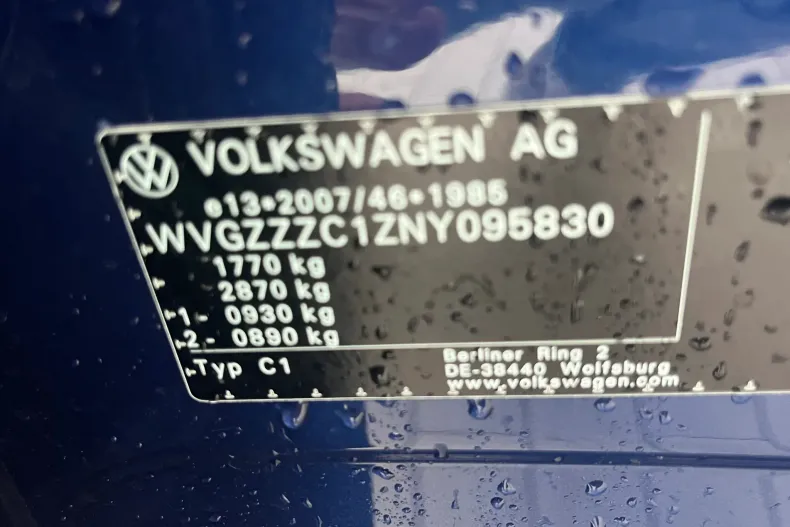 VOLKSWAGEN AG
e13*2007/46*1985
WVGZZZC1ZNY095830
1770 kg
2870 kg
1- 0930 kg
2- 0890 kg
Typ C1
Berliner Ring 2
DE-38440 Wolfsburg
www.volkswagen.com